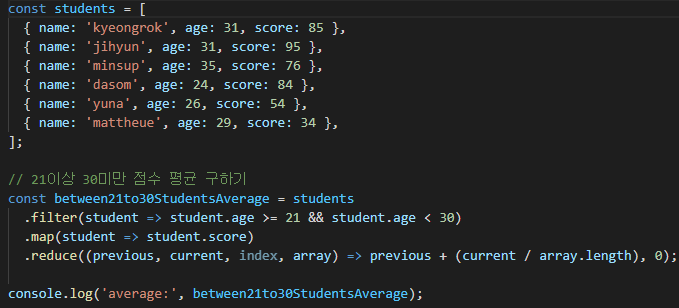 const students = [
  { name: 'kyeongrok', age: 31, score: 85 },
  { name: 'jihyun', age: 31, score: 95 },
  { name: 'minsup', age: 35, score: 76 },
  { name: 'dasom', age: 24, score: 84 },
  { name: 'yuna', age: 26, score: 54 },
  { name: 'mattheue', age: 29, score: 34 },
];
// 21이상 30미만 점수 평균 구하기
const between21to30StudentsAverage = students
  .filter(student => student.age >= 21 && student.age < 30)
  .map(student => student.score)
  .reduce((previous, current, index, array) => previous + (current / array.length), 0);
console.log('average:', between21to30StudentsAverage);